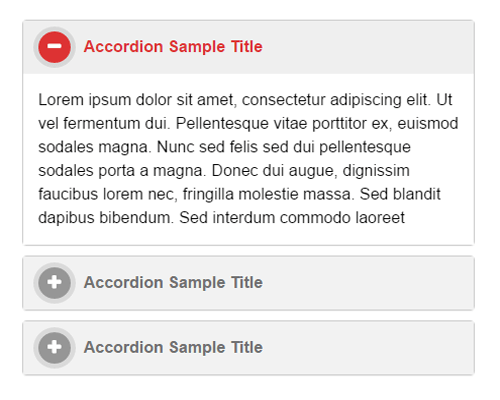 Accordion Sample Title
Lorem ipsum dolor sit amet, consectetur adipiscing elit. Ut
vel fermentum dui. Pellentesque vitae porttitor ex, euismod
sodales magna. Nunc sed felis sed dui pellentesque
sodales porta a magna. Donec dui augue, dignissim
faucibus lorem nec, fringilla molestie massa. Sed blandit
dapibus bibendum. Sed interdum commodo laoreet
Accordion Sample Title
Accordion Sample Title